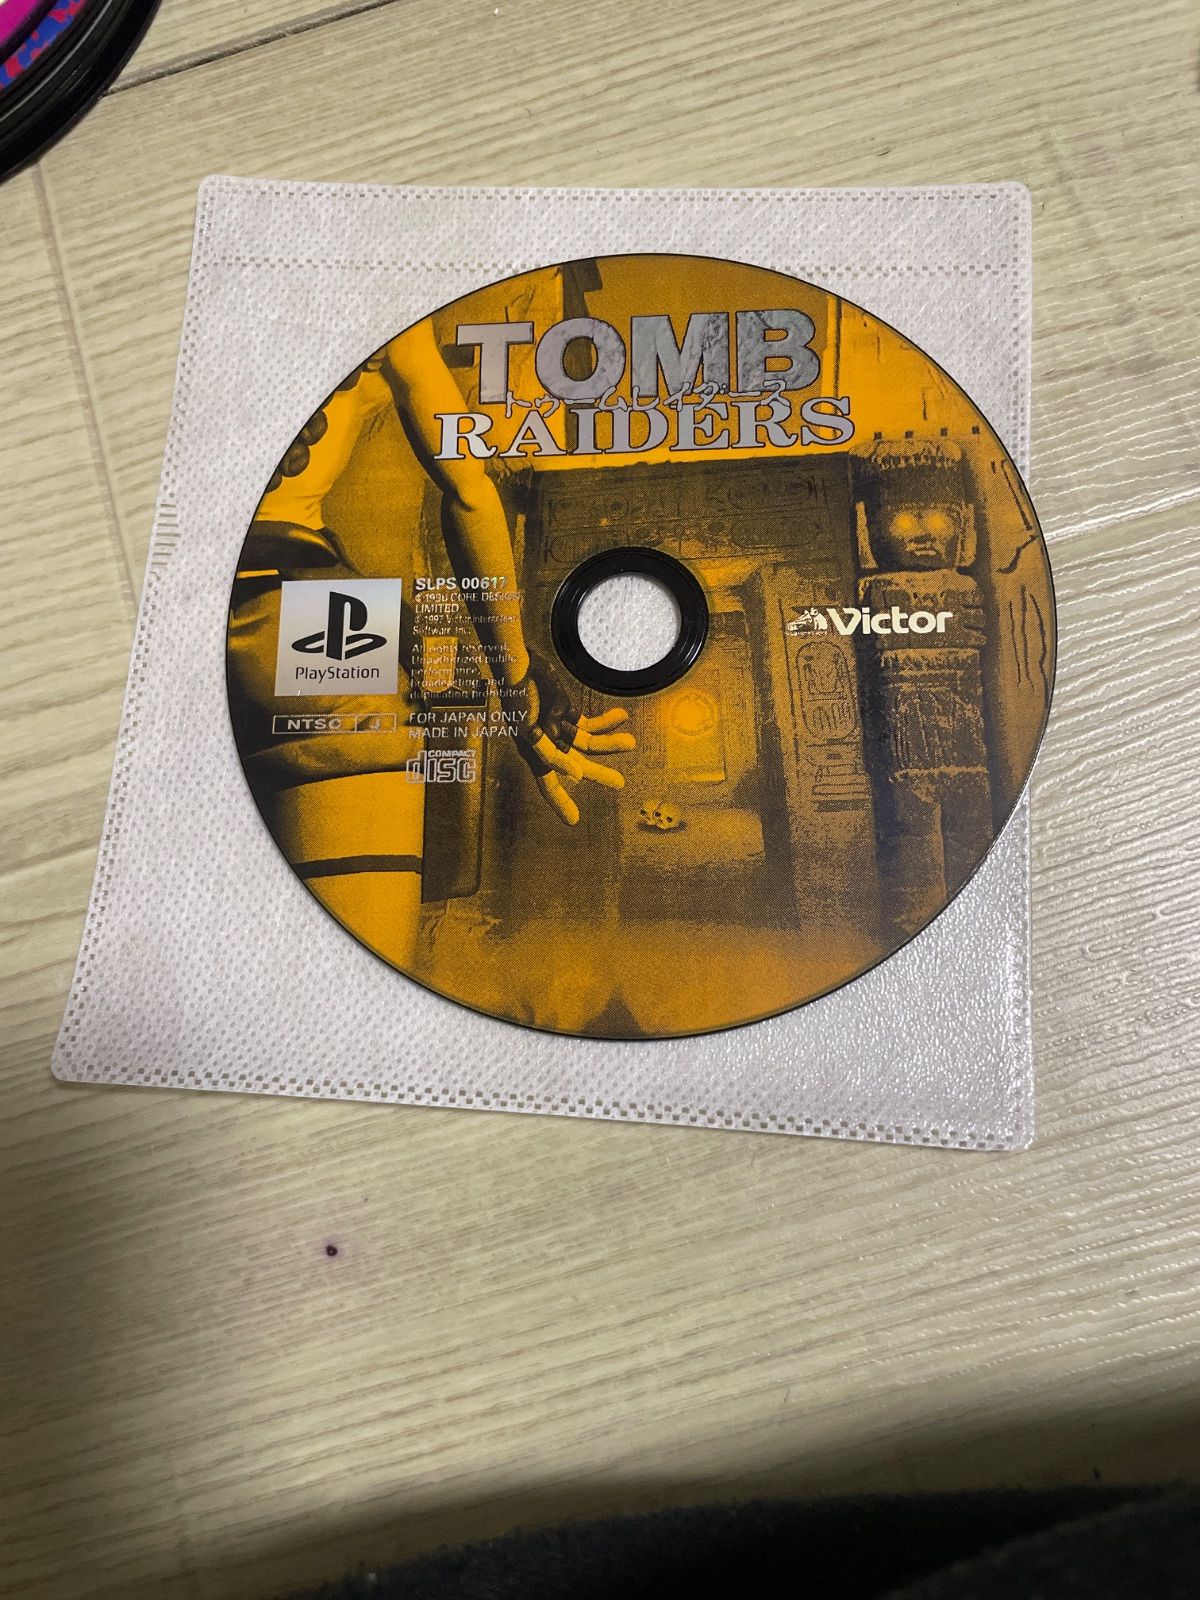 TOMB
トゥームレイダース
RAIDERS
PlayStation
NTSC J
SLPS 00617
© 1996 CORE DESIGN
LIMITED
© 1997 Victor Interactive
Software Inc.
All rights reserved.
Unauthorized public
performance,
broadcasting, and
duplication prohibited.
FOR JAPAN ONLY
MADE IN JAPAN
COMPACT
disc
Victor